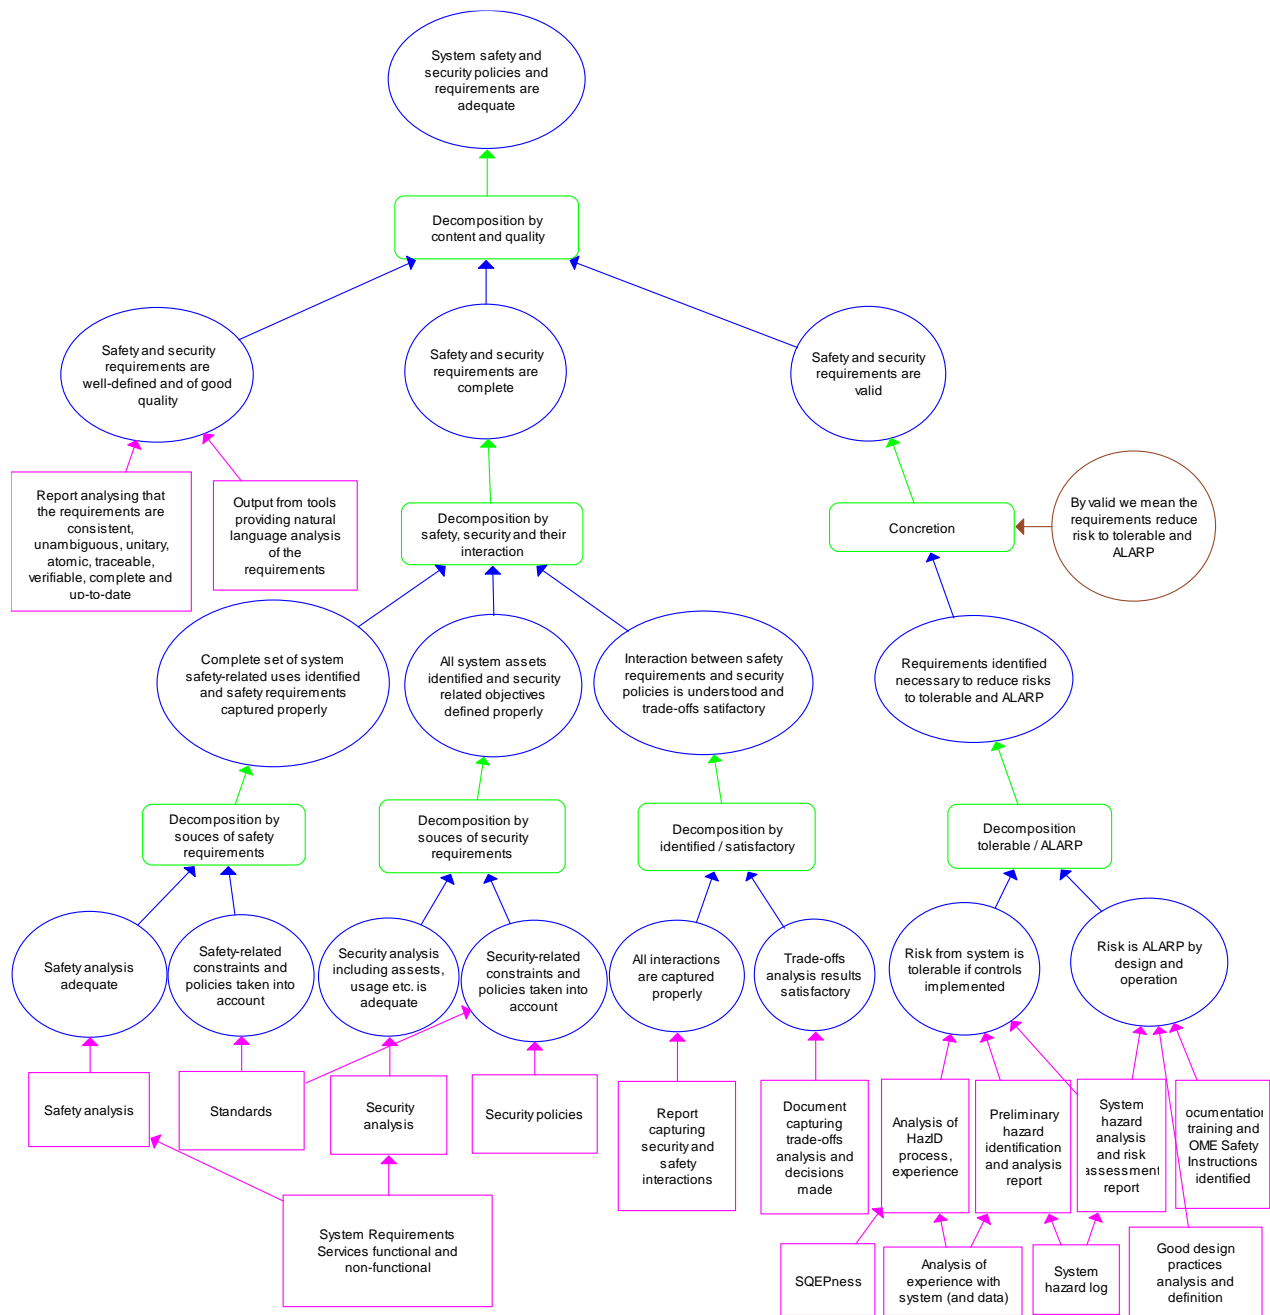 System safety and
security policies and
requirements are
adequate
Decomposition by
content and quality
Safety and security
requirements are
well-defined and of good
quality
Safety and security
requirements are
complete
Safety and security
requirements are
valid
Report analysing that
the requirements are
consistent,
unambiguous, unitary,
atomic, traceable,
verifiable, complete and
up-to-date
Output from tools
providing natural
language analysis
of the
requirements
Decomposition by
safety, security and their
interaction
Concretion
By valid we mean the
requirements reduce
risk to tolerable and
ALARP
Complete set of system
safety-related uses identified
and safety requirements
captured properly
All system assets
identified and security
related objectives
defined properly
Interaction between safety
requirements and security
policies is understood and
trade-offs satifactory
Requirements identified
necessary to reduce risks
to tolerable and ALARP
Decomposition by
souces of safety
requirements
Decomposition by
souces of security
requirements
Decomposition by
identified / satisfactory
Decomposition
tolerable / ALARP
Safety analysis
adequate
Safety-related
constraints and
policies taken into
account
Security analysis
including assests,
usage etc. is
adequate
Security-related
constraints and
policies taken into
account
All interactions
are captured
properly
Trade-offs
analysis results
satisfactory
Risk from system is
tolerable if controls
implemented
Risk is ALARP by
design and
operation
Safety analysis
Standards
Security
analysis
Security policies
Report
capturing
security and
safety
interactions
Document
capturing
trade-offs
analysis and
decisions
made
Analysis of
HazID
process,
experience
Preliminary
hazard
identification
and analysis
report
System
hazard
analysis
and risk
assessment
report
ocumentation
training and
OME Safety
Instructions
identified
System Requirements
Services functional and
non-functional
SQEPness
Analysis of
experience with
system (and data)
System
hazard log
Good design
practices
analysis and
definition